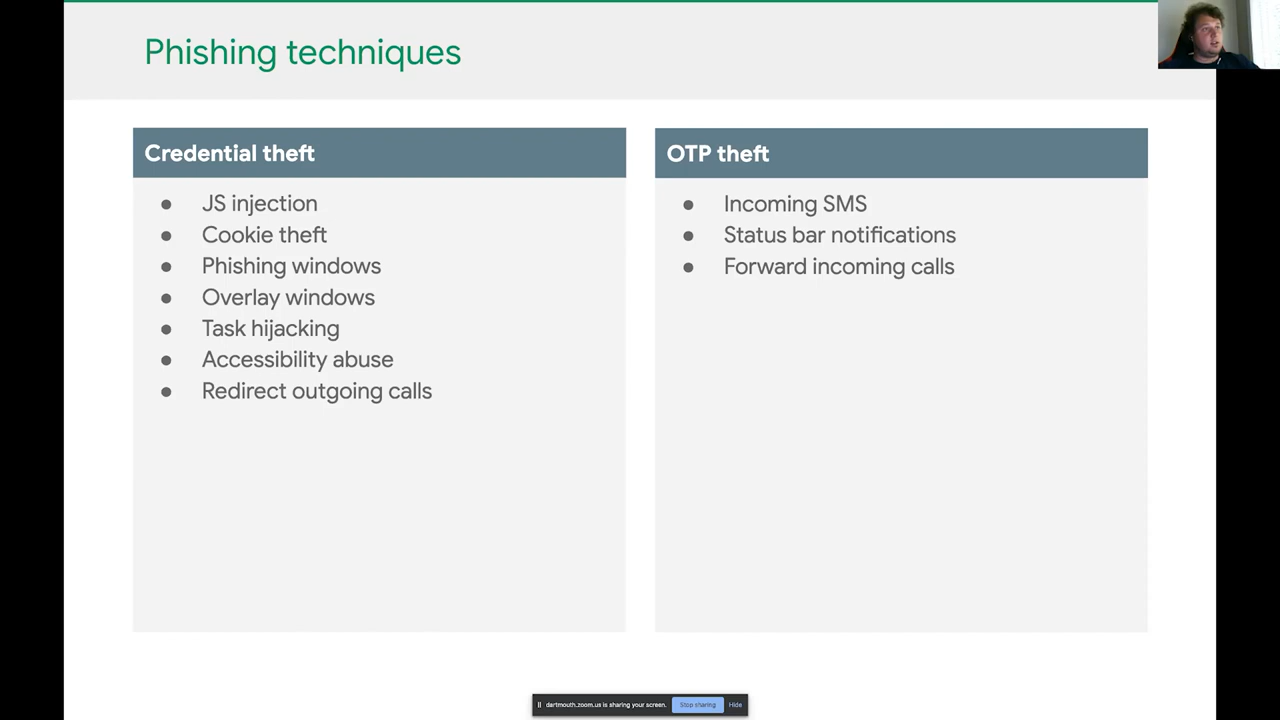 Phishing techniques
Credential theft
● JS injection
● Cookie theft
● Phishing windows
● Overlay windows
● Task hijacking
● Accessibility abuse
● Redirect outgoing calls
OTP theft
● Incoming SMS
● Status bar notifications
● Forward incoming calls
dartmouth.zoom.us is sharing your screen. Stop sharing Hide